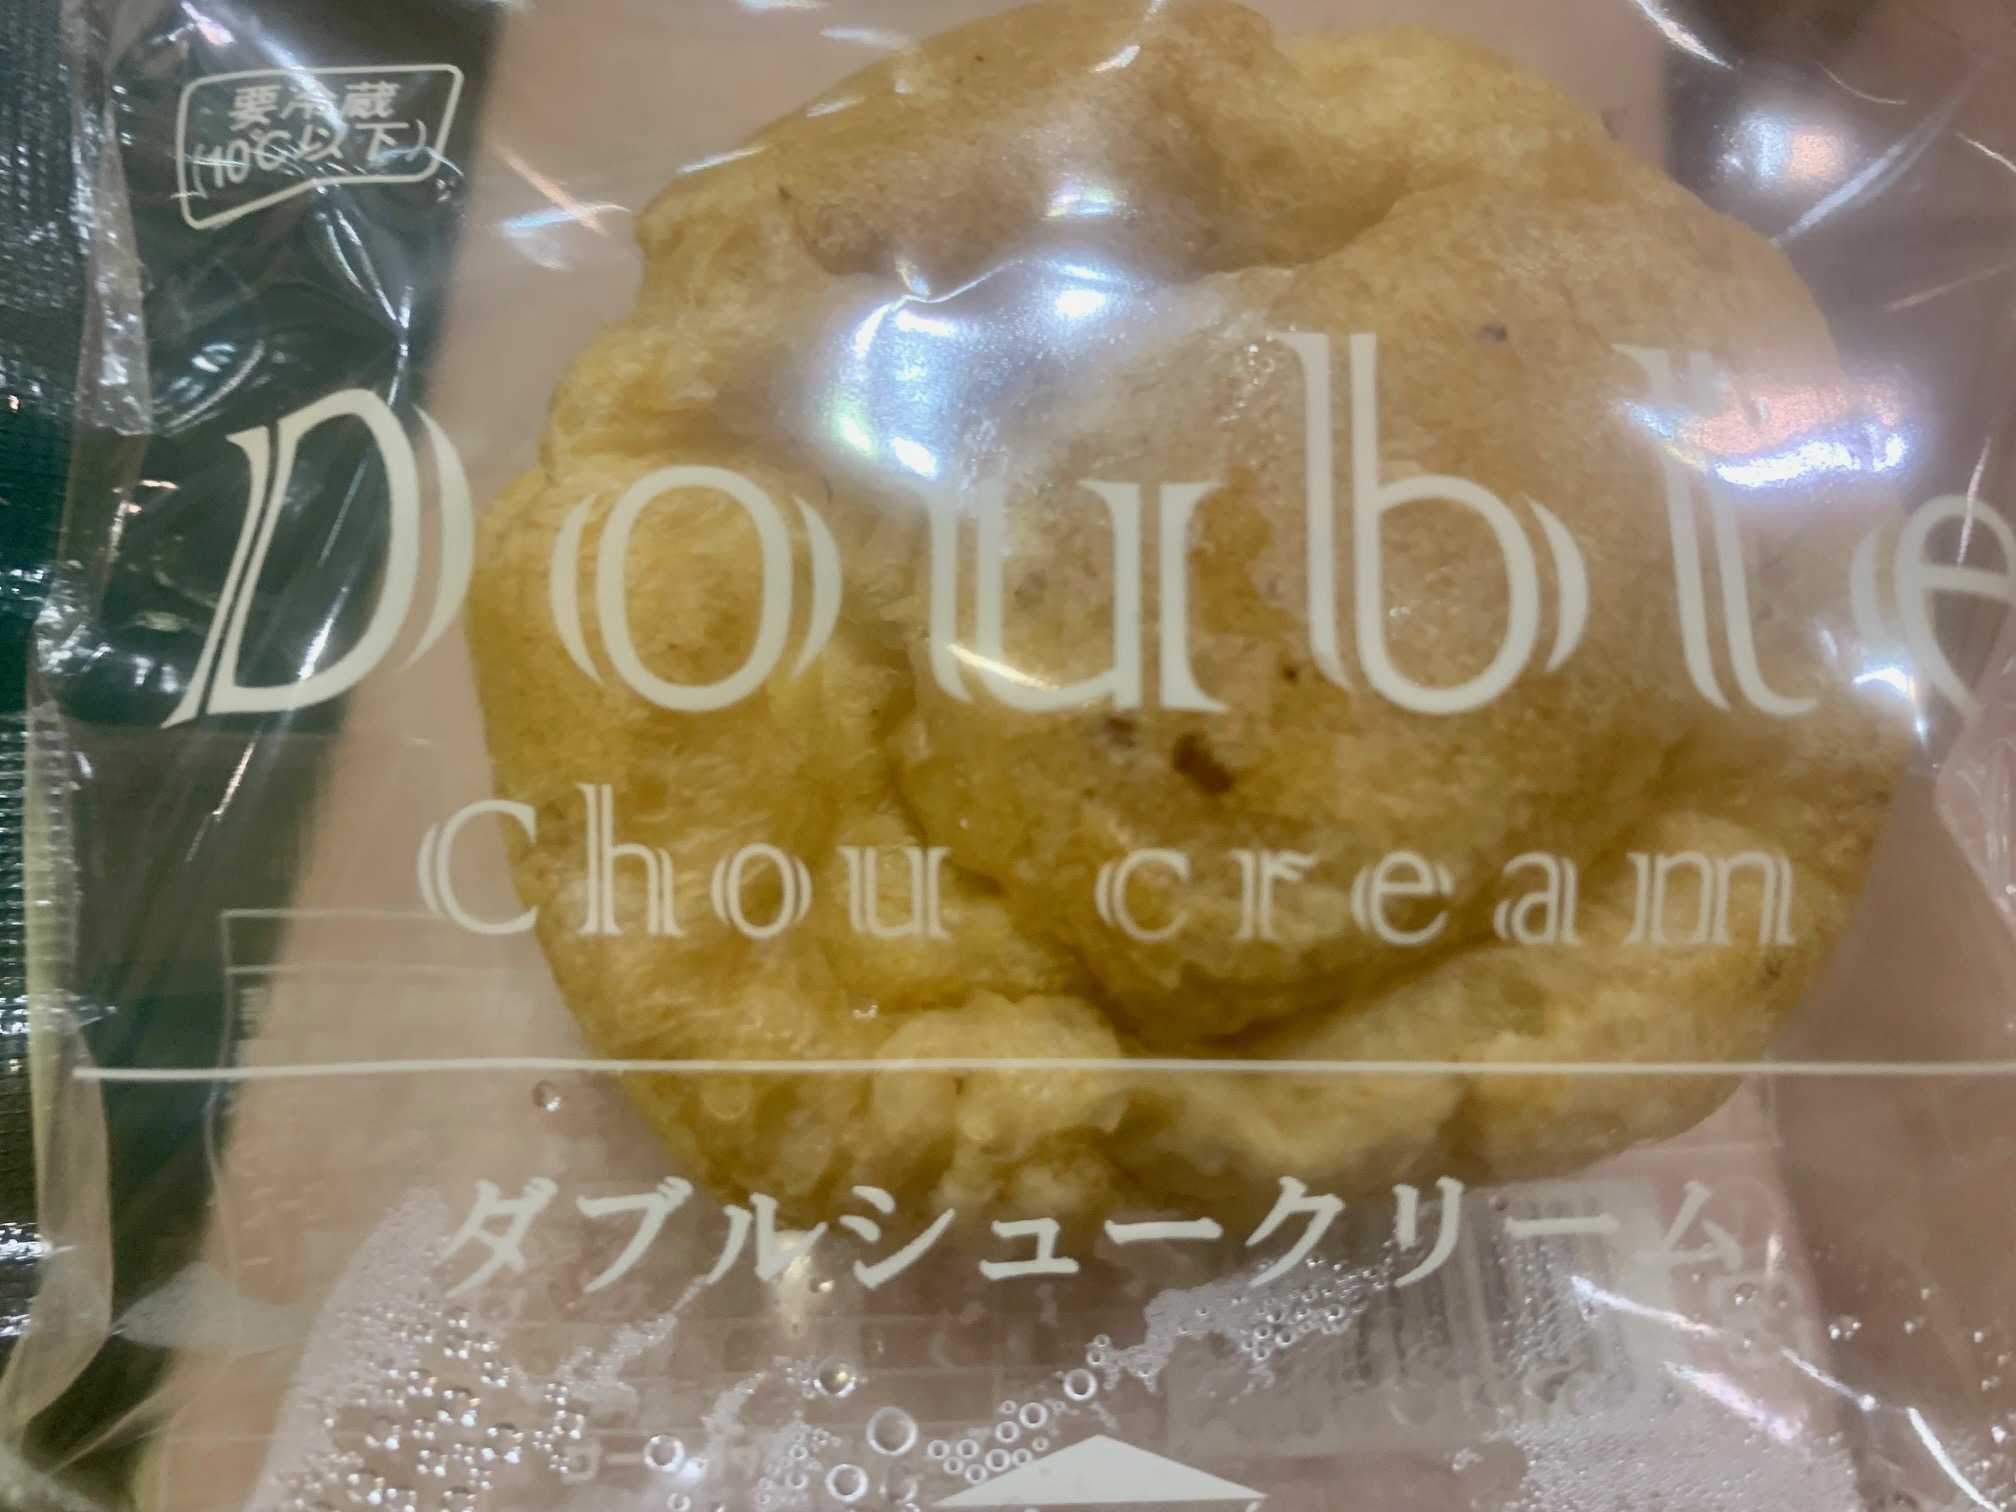 要冷蔵
(10℃以下)
Double
Chou cream
ダブルシュークリーム